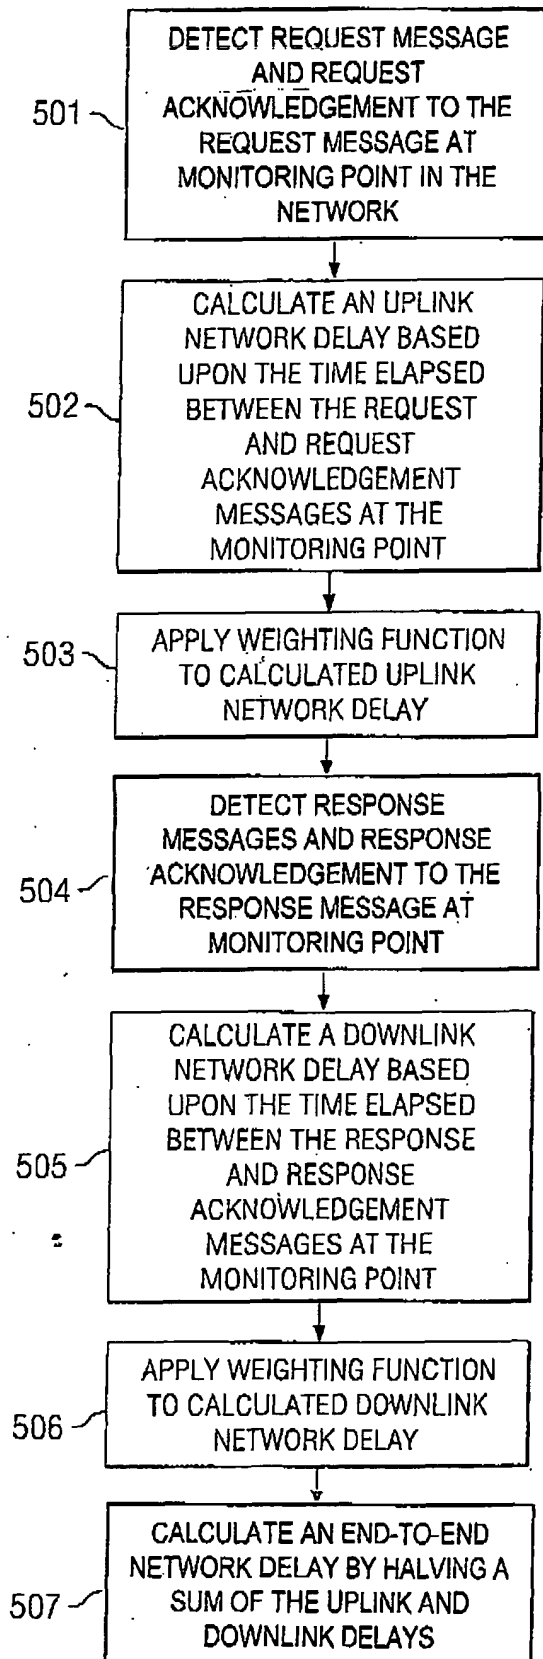 501
DETECT REQUEST MESSAGE
AND REQUEST
ACKNOWLEDGEMENT TO THE
REQUEST MESSAGE AT
MONITORING POINT IN THE
NETWORK
502
CALCULATE AN UPLINK
NETWORK DELAY BASED
UPON THE TIME ELAPSED
BETWEEN THE REQUEST
AND REQUEST
ACKNOWLEDGEMENT
MESSAGES AT THE
MONITORING POINT
503
APPLY WEIGHTING FUNCTION
TO CALCULATED UPLINK
NETWORK DELAY
504
DETECT RESPONSE
MESSAGES AND RESPONSE
ACKNOWLEDGEMENT TO THE
RESPONSE MESSAGE AT
MONITORING POINT
505
CALCULATE A DOWNLINK
NETWORK DELAY BASED
UPON THE TIME ELAPSED
BETWEEN THE RESPONSE
AND RESPONSE
ACKNOWLEDGEMENT
MESSAGES AT THE
MONITORING POINT
506
APPLY WEIGHTING FUNCTION
TO CALCULATED DOWNLINK
NETWORK DELAY
507
CALCULATE AN END-TO-END
NETWORK DELAY BY HALVING A
SUM OF THE UPLINK AND
DOWNLINK DELAYS